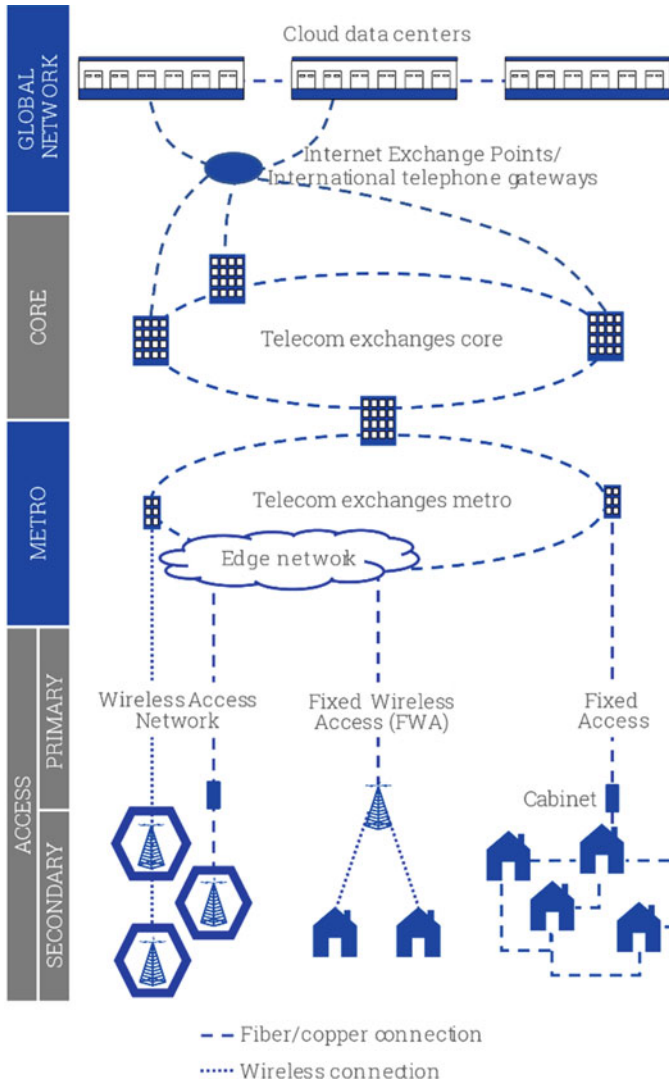 Cloud data centers
GLOBAL
NETWORK
Internet Exchange Points/
International telephone gateways
CORE
Telecom exchanges core
METRO
Telecom exchanges metro
Edge network
ACCESS
PRIMARY
Wireless Access
Network
Fixed Wireless
Access (FWA)
Fixed
Access
Cabinet
SECONDARY
Fiber/copper connection
Wireless connection